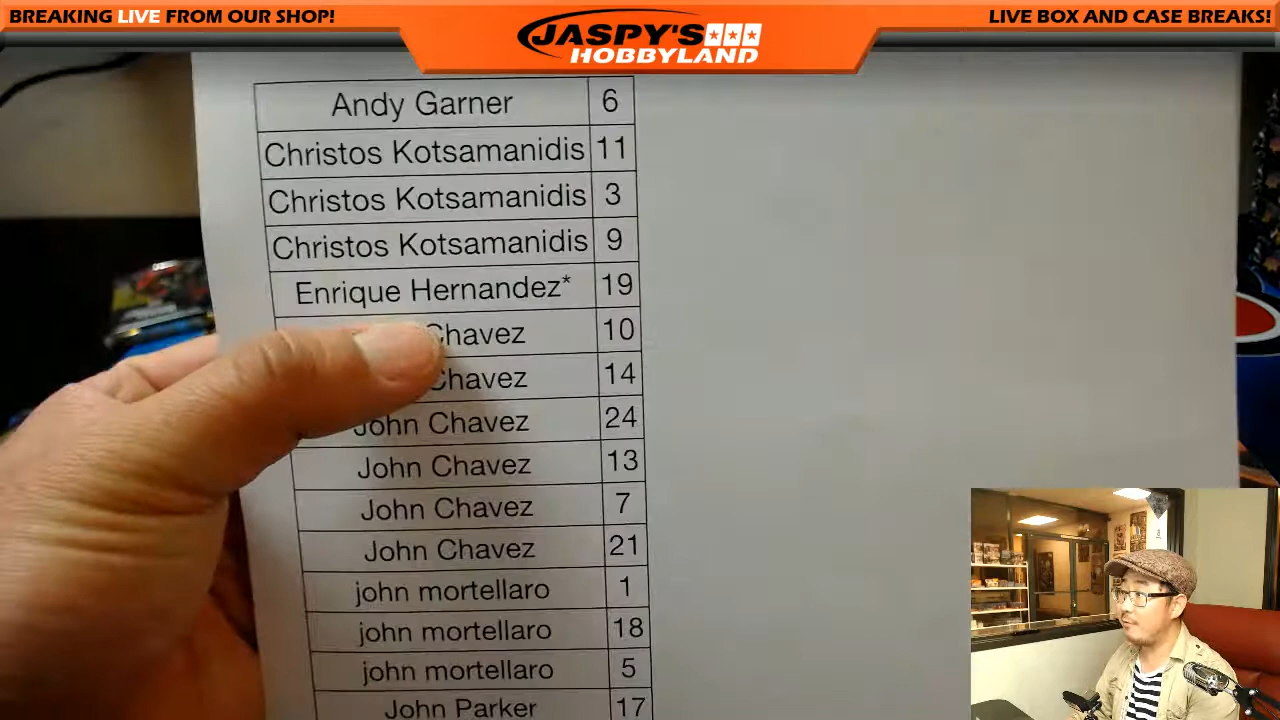 BREAKING LIVE FROM OUR SHOP!
JASPY'S
HOBBYLAND
LIVE BOX AND CASE BREAKS!
Andy Garner 6
Christos Kotsamanidis 11
Christos Kotsamanidis 3
Christos Kotsamanidis 9
Enrique Hernandez* 19
Chavez 10
Chavez 14
John Chavez 24
John Chavez 13
John Chavez 7
John Chavez 21
john mortellaro 1
john mortellaro 18
john mortellaro 5
John Parker 17